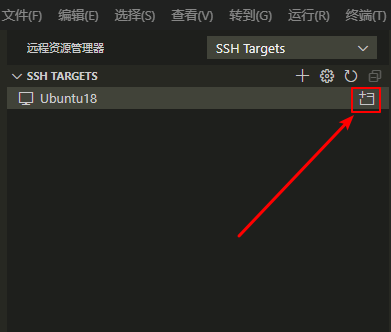 文件(F) 编辑(E) 选择(S) 查看(V) 转到(G) 运行(R) 终端(T)
远程资源管理器 SSH Targets
SSH TARGETS
Ubuntu18